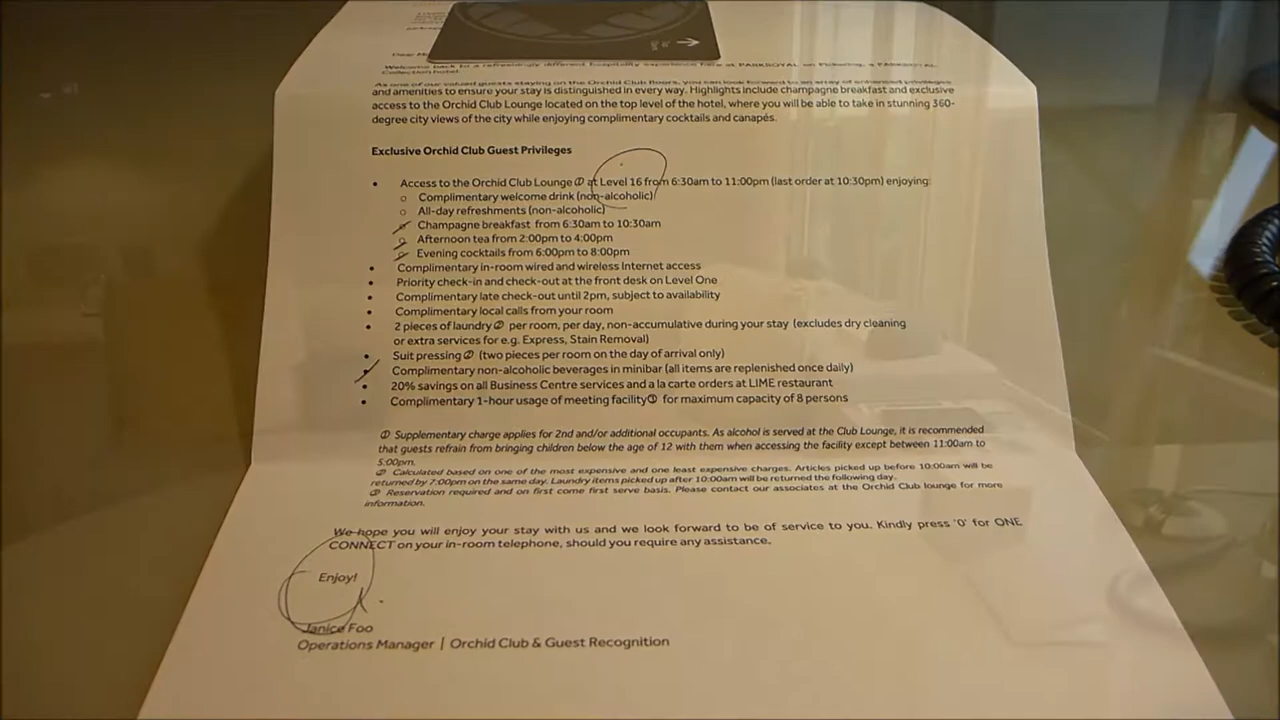 Dear
Welcome back to a refreshingly different hospitality experience here at PARKROYAL on Pickering, a PARKROYAL
Collection hotel.
As one of our valued guests staying on the Orchid Club floors, you can look forward to an array of enhanced privileges
and amenities to ensure your stay is distinguished in every way. Highlights include champagne breakfast and exclusive
access to the Orchid Club Lounge located on the top level of the hotel, where you will be able to take in stunning 360-
degree city views of the city while enjoying complimentary cocktails and canapés.
Exclusive Orchid Club Guest Privileges
• Access to the Orchid Club Lounge ① at Level 16 from 6:30am to 11:00pm (last order at 10:30pm) enjoying:
o Complimentary welcome drink (non-alcoholic)
o All-day refreshments (non-alcoholic)
o Champagne breakfast from 6:30am to 10:30am
o Afternoon tea from 2:00pm to 4:00pm
o Evening cocktails from 6:00pm to 8:00pm
• Complimentary in-room wired and wireless Internet access
• Priority check-in and check-out at the front desk on Level One
• Complimentary late check-out until 2pm, subject to availability
• Complimentary local calls from your room
• 2 pieces of laundry② per room, per day, non-accumulative during your stay (excludes dry cleaning
or extra services for e.g. Express, Stain Removal)
• Suit pressing② (two pieces per room on the day of arrival only)
• Complimentary non-alcoholic beverages in minibar (all items are replenished once daily)
• 20% savings on all Business Centre services and a la carte orders at LIME restaurant
• Complimentary 1-hour usage of meeting facility③ for maximum capacity of 8 persons
① Supplementary charge applies for 2nd and/or additional occupants. As alcohol is served at the Club Lounge, it is recommended
that guests refrain from bringing children below the age of 12 with them when accessing the facility except between 11:00am to
5:00pm.
② Calculated based on one of the most expensive and one least expensive charges. Articles picked up before 10:00am will be
returned by 7:00pm on the same day. Laundry items picked up after 10:00am will be returned the following day.
③ Reservation required and on first come first serve basis. Please contact our associates at the Orchid Club lounge for more
information.
We hope you will enjoy your stay with us and we look forward to be of service to you. Kindly press '0' for ONE
CONNECT on your in-room telephone, should you require any assistance.
Enjoy!
Janice Foo
Operations Manager | Orchid Club & Guest Recognition